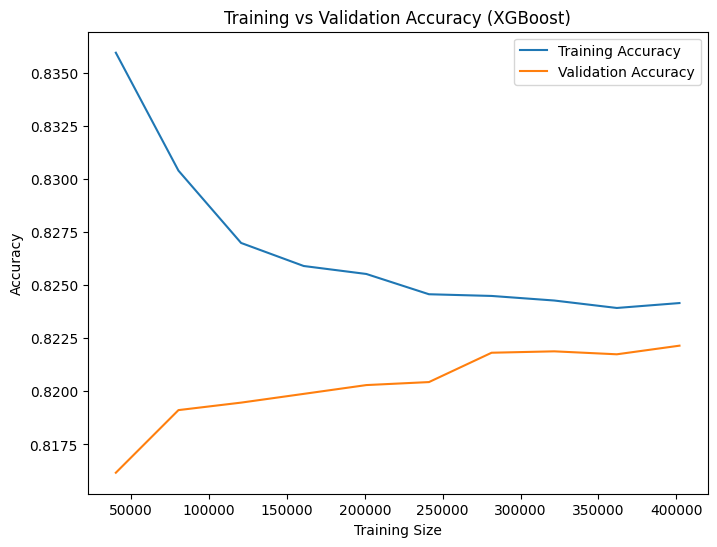 Training vs Validation Accuracy (XGBoost)
Training Accuracy
Validation Accuracy
0.8350
0.8325
0.8300
0.8275
0.8250
0.8225
0.8200
0.8175
Accuracy
50000 100000 150000 200000 250000 300000 350000 400000
Training Size